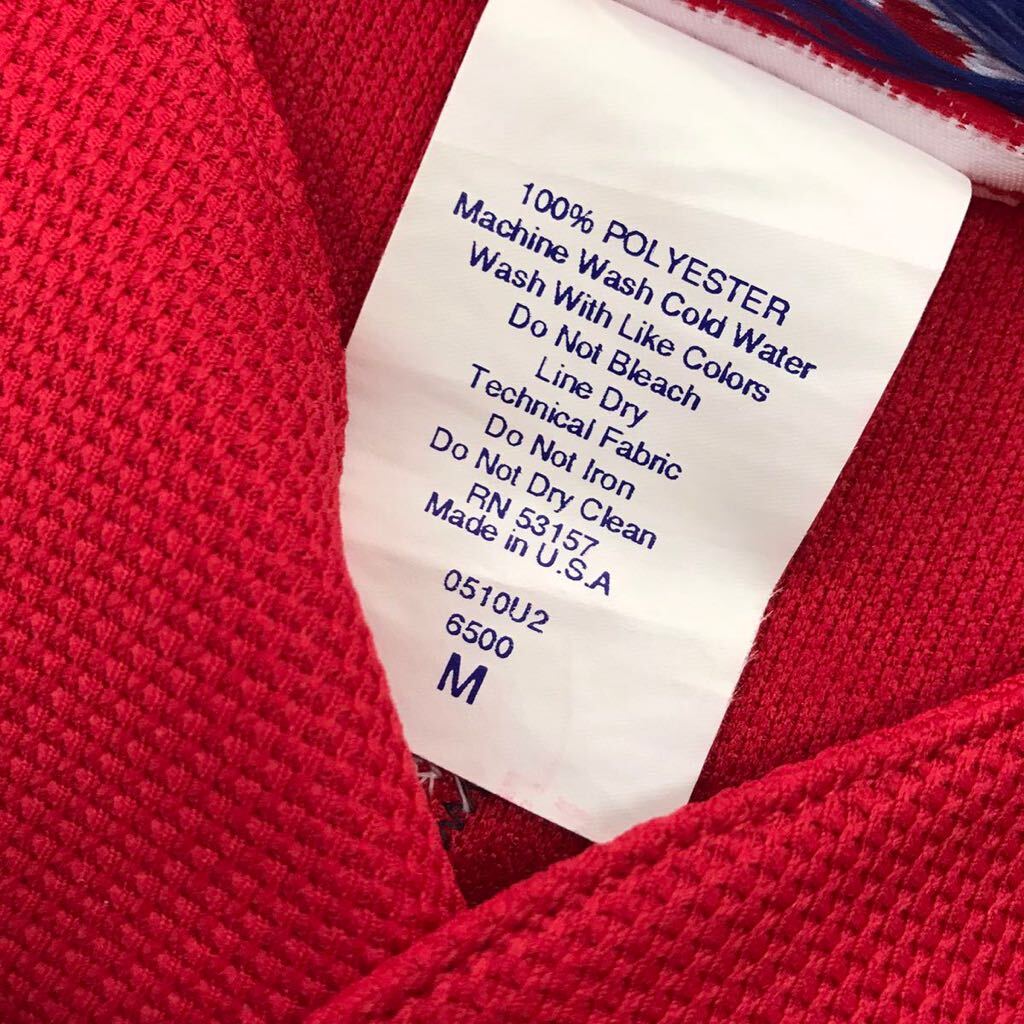 100% POLYESTER
Machine Wash Cold Water
Wash With Like Colors
Do Not Bleach
Line Dry
Technical Fabric
Do Not Iron
Do Not Dry Clean
RN 53157
Made in U.S.A
0510U2
6500
M